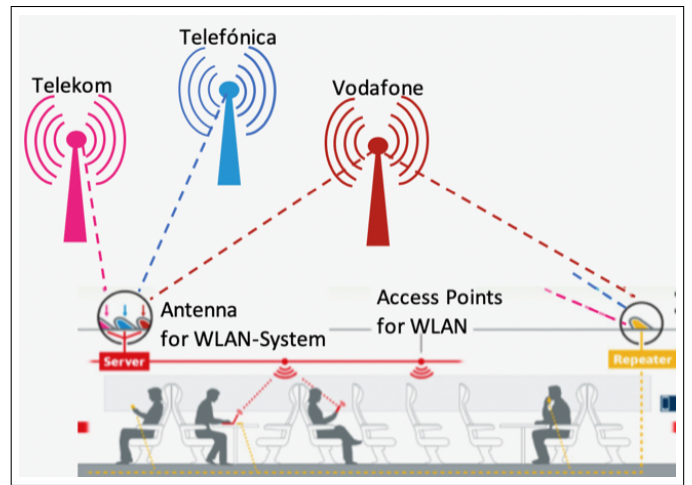 Telefónica
Telekom
Vodafone
Antenna
for WLAN-System
Access Points
for WLAN
Server
Repeater